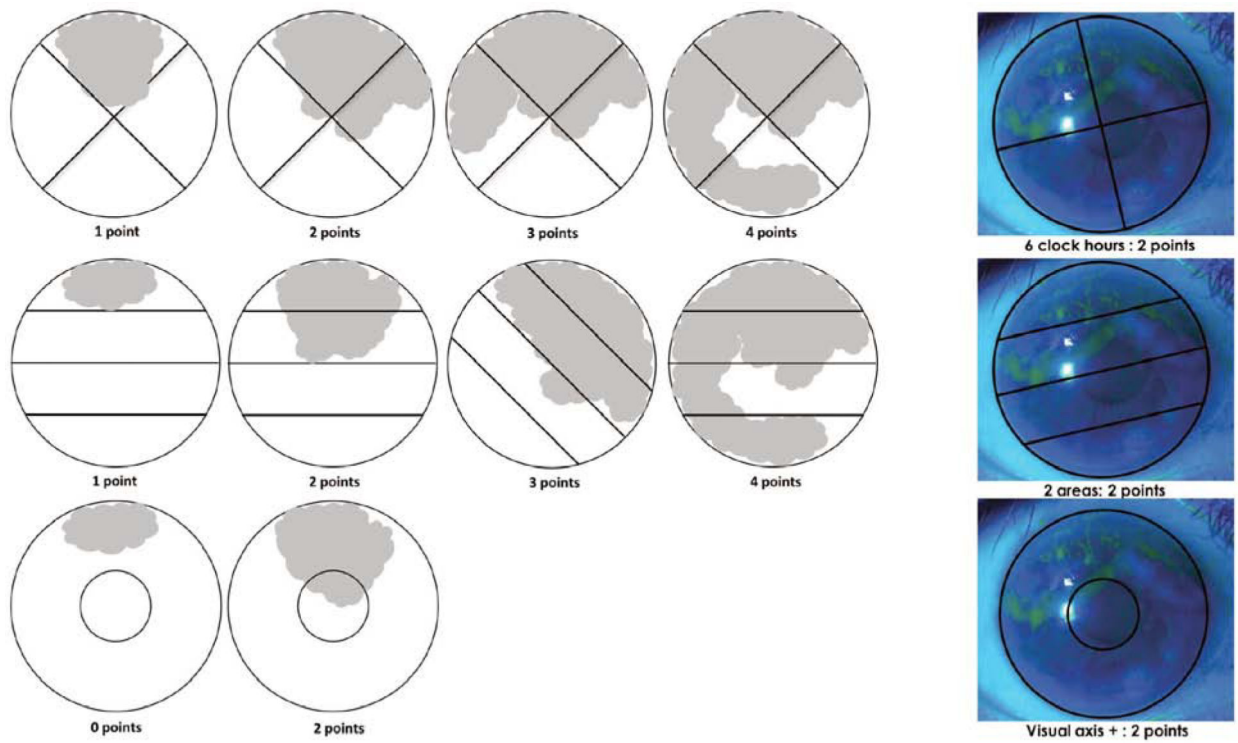 1 point
2 points
3 points
4 points
6 clock hours : 2 points
1 point
2 points
3 points
4 points
2 areas: 2 points
0 points
2 points
Visual axis + : 2 points